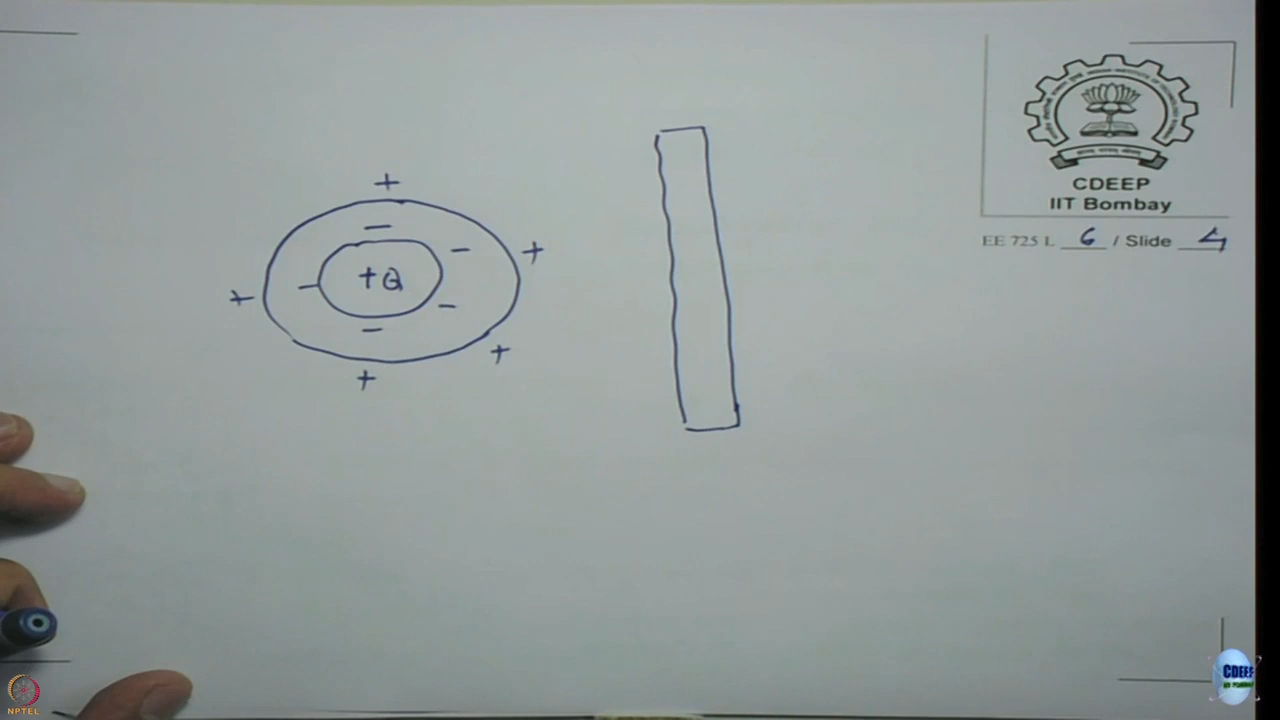 +
−
−
+
+Q
−
+
−
−
+
+
CDEEP
IIT Bombay
EE 725 L 6 / Slide 4
NPTEL
CDEEP